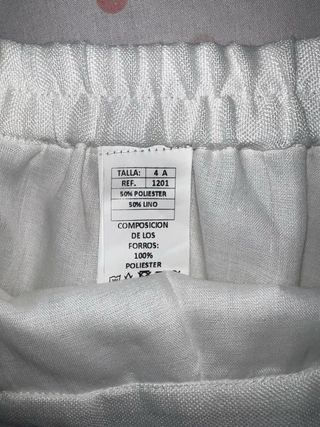 TALLA: 4 A
REF. 1201
50% POLIESTER
50% LINO
COMPOSICION
DE LOS
FORROS:
100%
POLIESTER